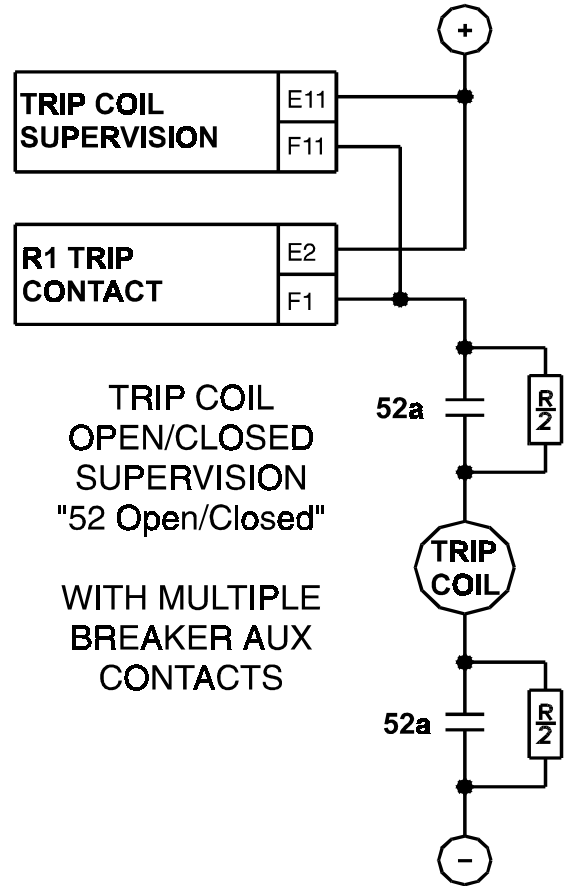 +
TRIP COIL
SUPERVISION
E11
F11
R1 TRIP
CONTACT
E2
F1
52a
R
2
TRIP COIL
OPEN/CLOSED
SUPERVISION
"52 Open/Closed"
TRIP
COIL
WITH MULTIPLE
BREAKER AUX
CONTACTS
52a
R
2
-